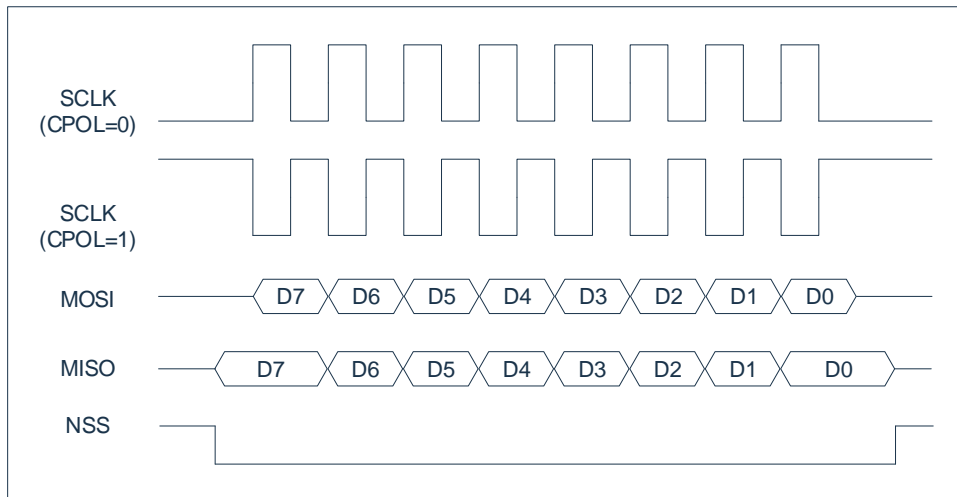 SCLK
(CPOL=0)
SCLK
(CPOL=1)
MOSI D7 D6 D5 D4 D3 D2 D1 D0
MISO D7 D6 D5 D4 D3 D2 D1 D0
NSS